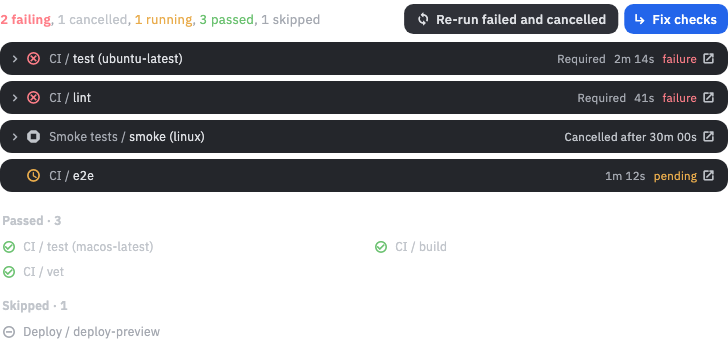 2 failing, 1 cancelled, 1 running, 3 passed, 1 skipped
Re-run failed and cancelled
Fix checks
CI / test (ubuntu-latest) Required 2m 14s failure
CI / lint Required 41s failure
Smoke tests / smoke (linux) Cancelled after 30m 00s
CI / e2e 1m 12s pending
Passed · 3
CI / test (macos-latest) CI / build
CI / vet
Skipped · 1
Deploy / deploy-preview